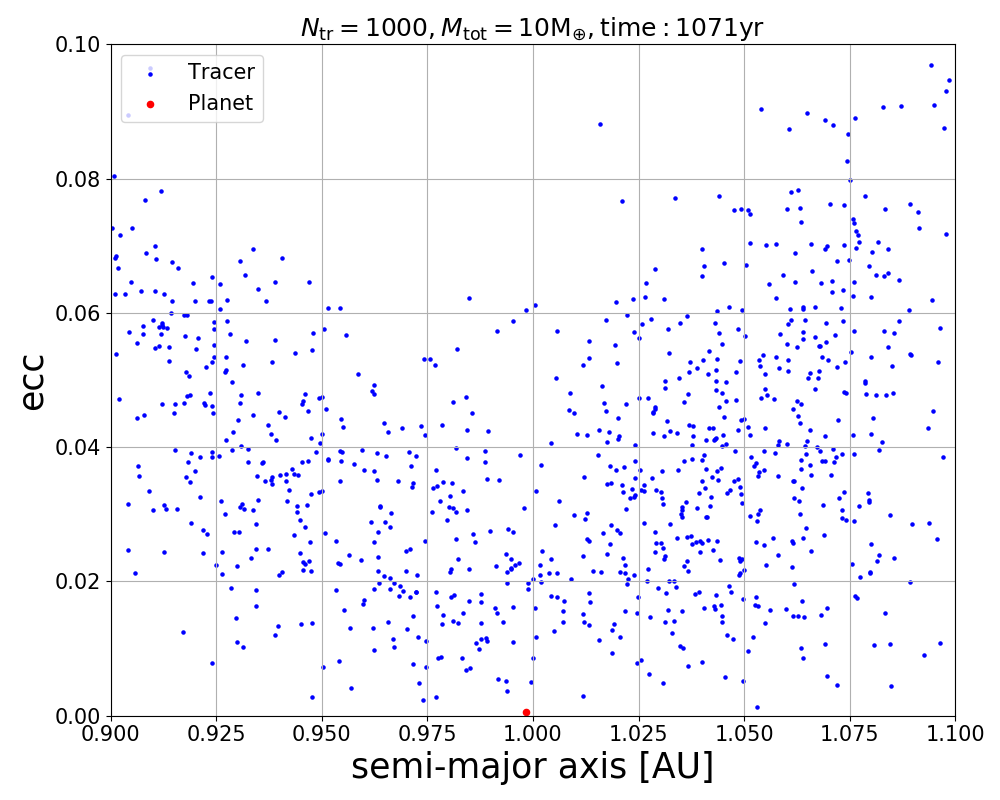 N_tr = 1000, M_tot = 10M_⊕, time : 1071yr
0.10
0.08
0.06
0.04
0.02
0.00
ecc
Tracer
Planet
0.900 0.925 0.950 0.975 1.000 1.025 1.050 1.075 1.100
semi-major axis [AU]